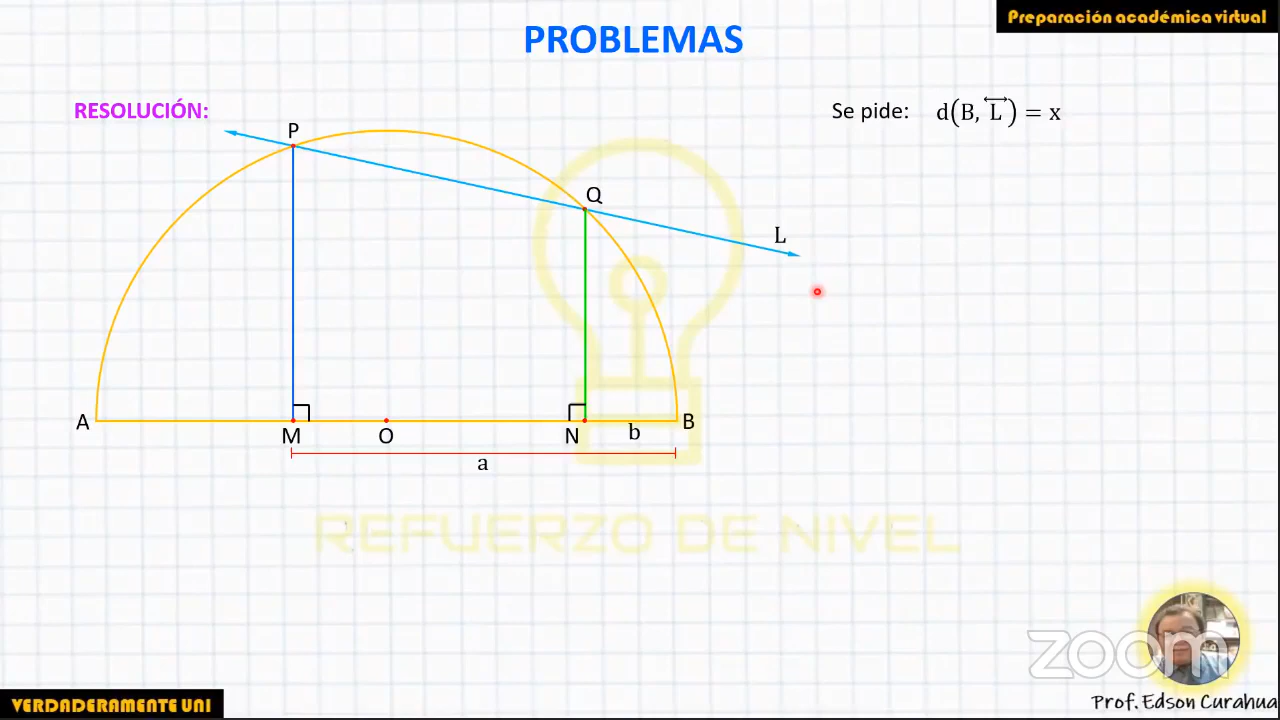 Preparación académica virtual
PROBLEMAS
RESOLUCIÓN:
Se pide: d(B, L) = x
P
Q
L
A
M
O
N
b
B
a
REFUERZO DE NIVEL
zoom
VERDADERAMENTE UNI
Prof. Edson Curahua